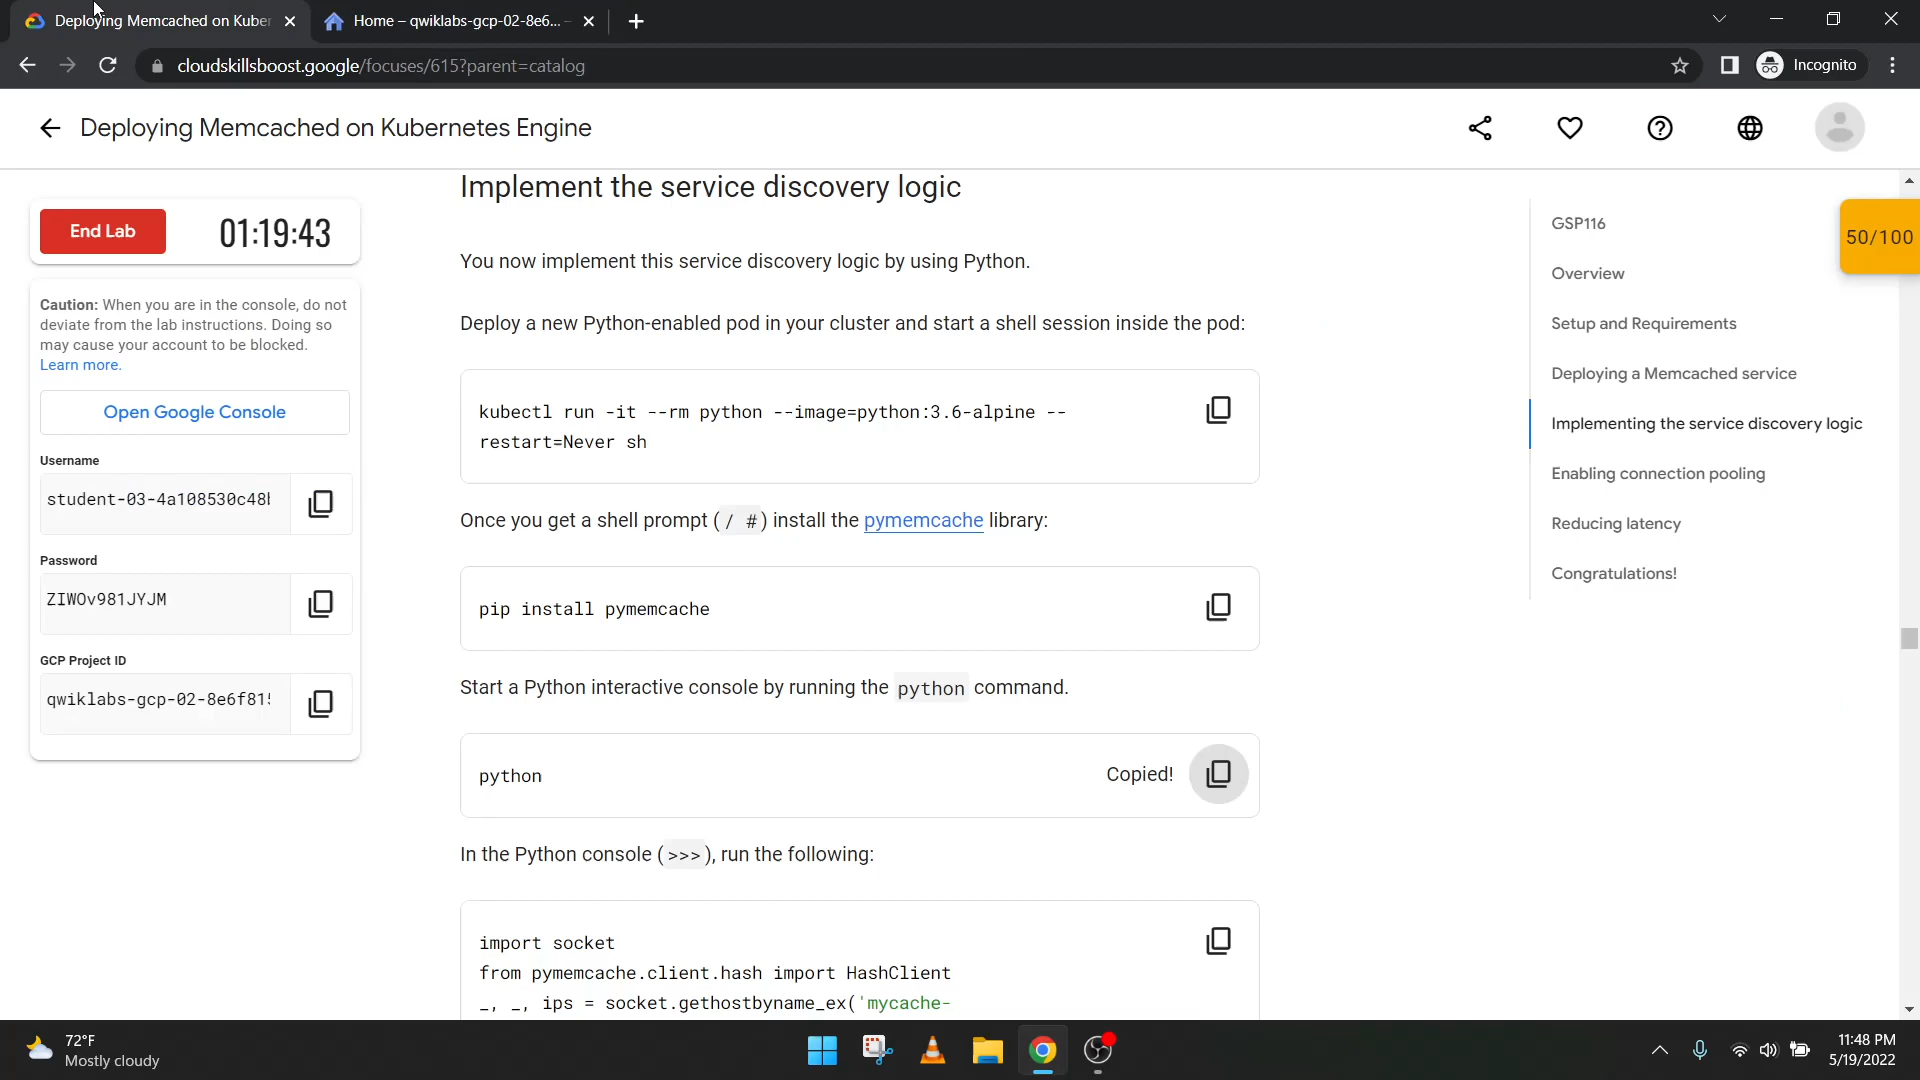 Deploying Memcached on Kuber
Home – qwiklabs-gcp-02-8e6...
cloudskillsboost.google/focuses/615?parent=catalog
Incognito
Deploying Memcached on Kubernetes Engine
End Lab
01:19:43
Caution: When you are in the console, do not
deviate from the lab instructions. Doing so
may cause your account to be blocked.
Learn more.
Open Google Console
Username
student-03-4a108530c48
Password
ZIWOv981JYJM
GCP Project ID
qwiklabs-gcp-02-8e6f81
Implement the service discovery logic
You now implement this service discovery logic by using Python.
Deploy a new Python-enabled pod in your cluster and start a shell session inside the pod:
kubectl run -it --rm python --image=python:3.6-alpine --
restart=Never sh
Once you get a shell prompt ( / # ) install the pymemcache library:
pip install pymemcache
Start a Python interactive console by running the python command.
python
Copied!
In the Python console ( >>> ), run the following:
import socket
from pymemcache.client.hash import HashClient
_, _, ips = socket.gethostbyname_ex('mycache-
GSP116
Overview
Setup and Requirements
Deploying a Memcached service
Implementing the service discovery logic
Enabling connection pooling
Reducing latency
Congratulations!
50/100
72°F
Mostly cloudy
11:48 PM
5/19/2022